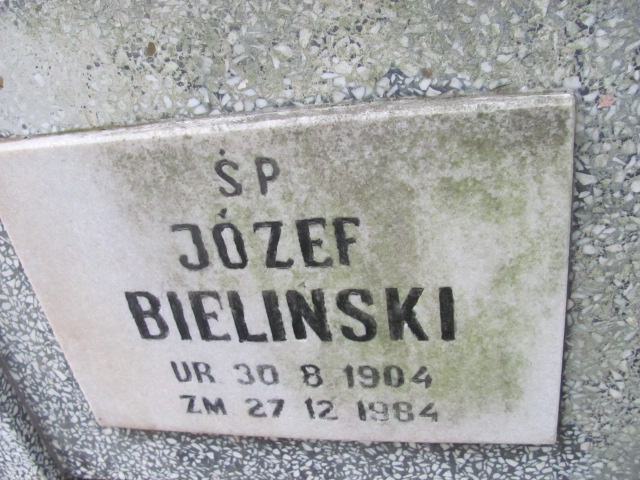 ŚP
JÓZEF
BIELINSKI
UR 30 8 1904
ZM 27 12 1984